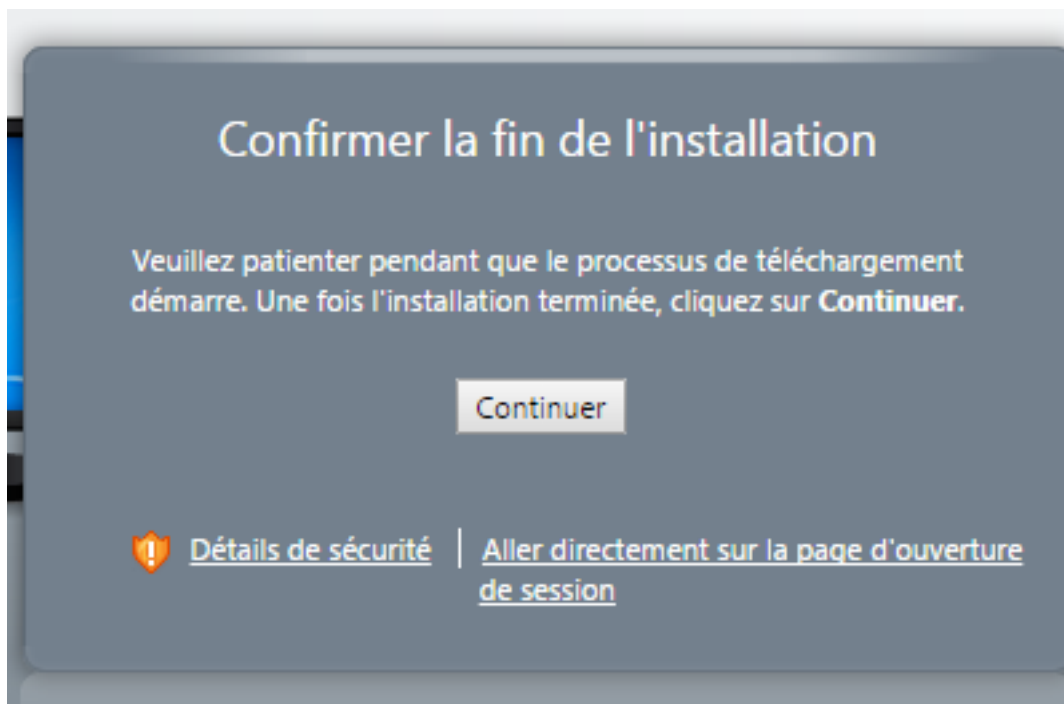 Confirmer la fin de l'installation
Veuillez patienter pendant que le processus de téléchargement
démarre. Une fois l'installation terminée, cliquez sur Continuer.
Continuer
Détails de sécurité
Aller directement sur la page d'ouverture
de session